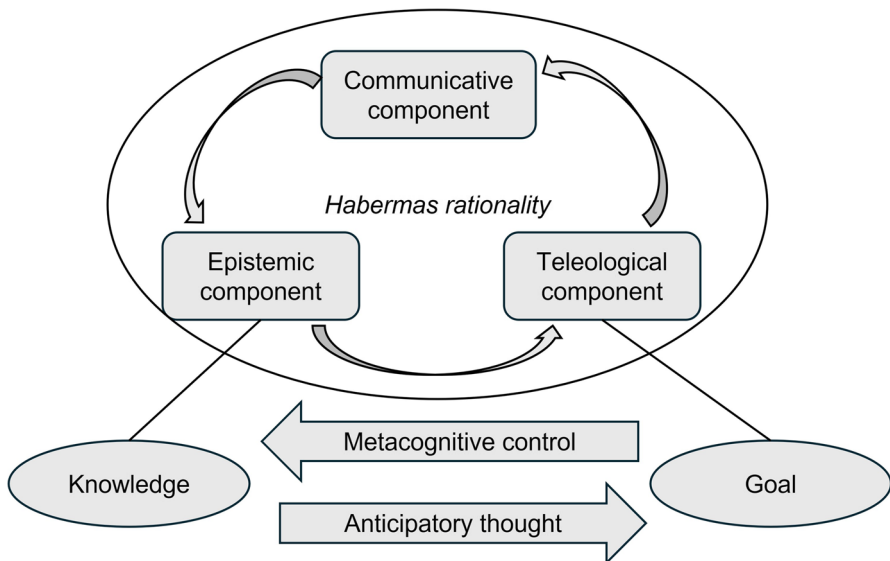 Communicative
component
Habermas rationality
Epistemic
component
Teleological
component
Metacognitive control
Knowledge
Goal
Anticipatory thought